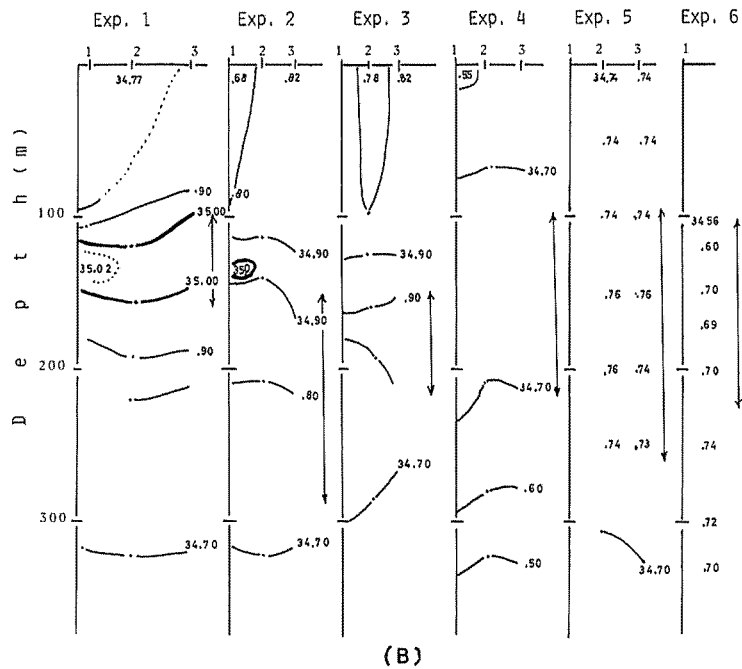 Exp. 1 Exp. 2 Exp. 3 Exp. 4 Exp. 5 Exp. 6
1 2 3 1 2 3 1 2 3 1 2 3 1 2 3 1
34.77 .68 .82 .78 .82 .55 34.74 .74
.74 .74
.90 .80 34.70
100 35.00 .74 .74 34.56
34.90 34.90 .60
35.02 35.0
35.00 34.90 .90 .76 .76 .70
.69
.90
200 .76 .74 .70
.80 34.70
.74 .73 .74
34.70 .60
300 .72
34.70 34.70 .50 34.70 .70
Depth (m)
(B)